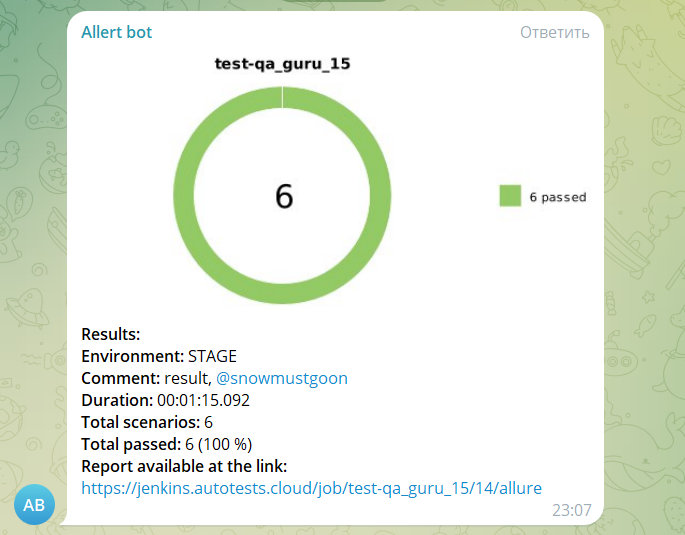 Allert bot
Ответить
test-qa_guru_15
6
6 passed
Results:
Environment: STAGE
Comment: result, @snowmustgoon
Duration: 00:01:15.092
Total scenarios: 6
Total passed: 6 (100 %)
Report available at the link:
https://jenkins.autotests.cloud/job/test-qa_guru_15/14/allure
AB
23:07